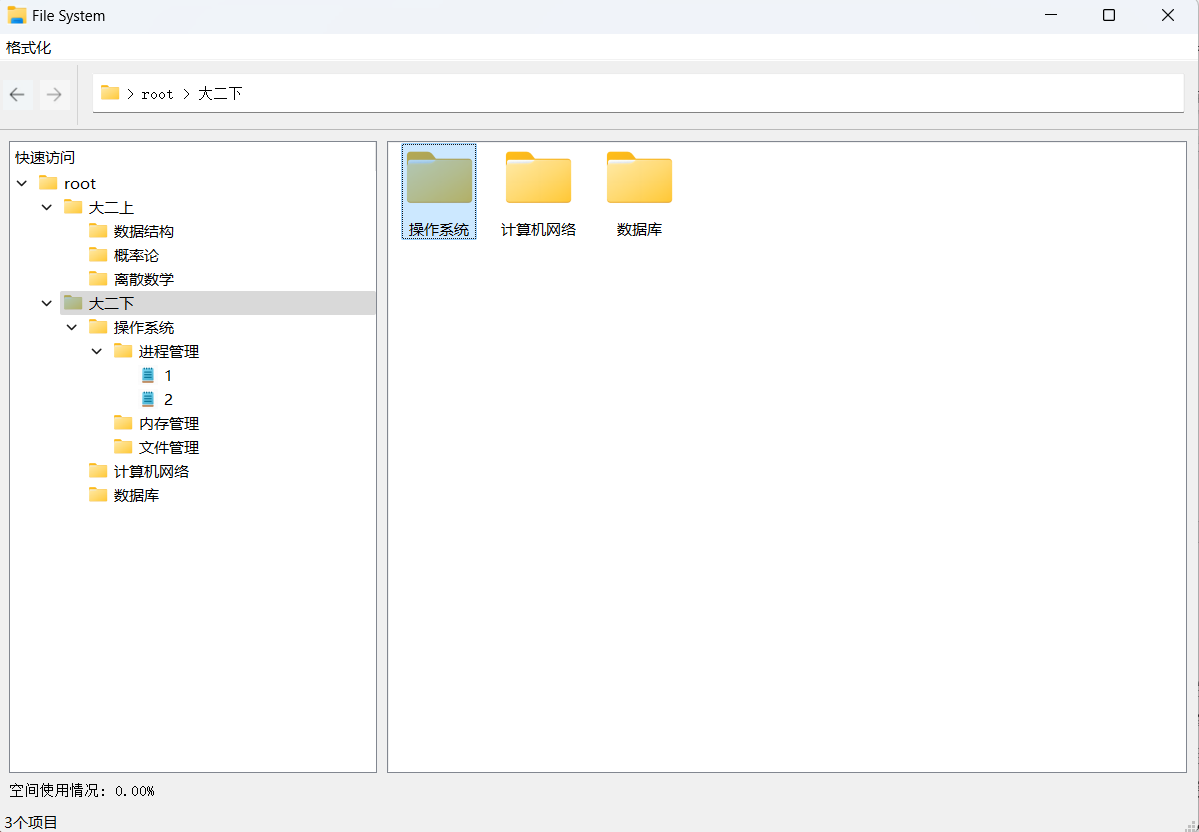 File System
格式化
root
大二下
快速访问
root
大二上
数据结构
概率论
离散数学
大二下
操作系统
进程管理
1
2
内存管理
文件管理
计算机网络
数据库
操作系统
计算机网络
数据库
空间使用情况: 0.00%
3个项目